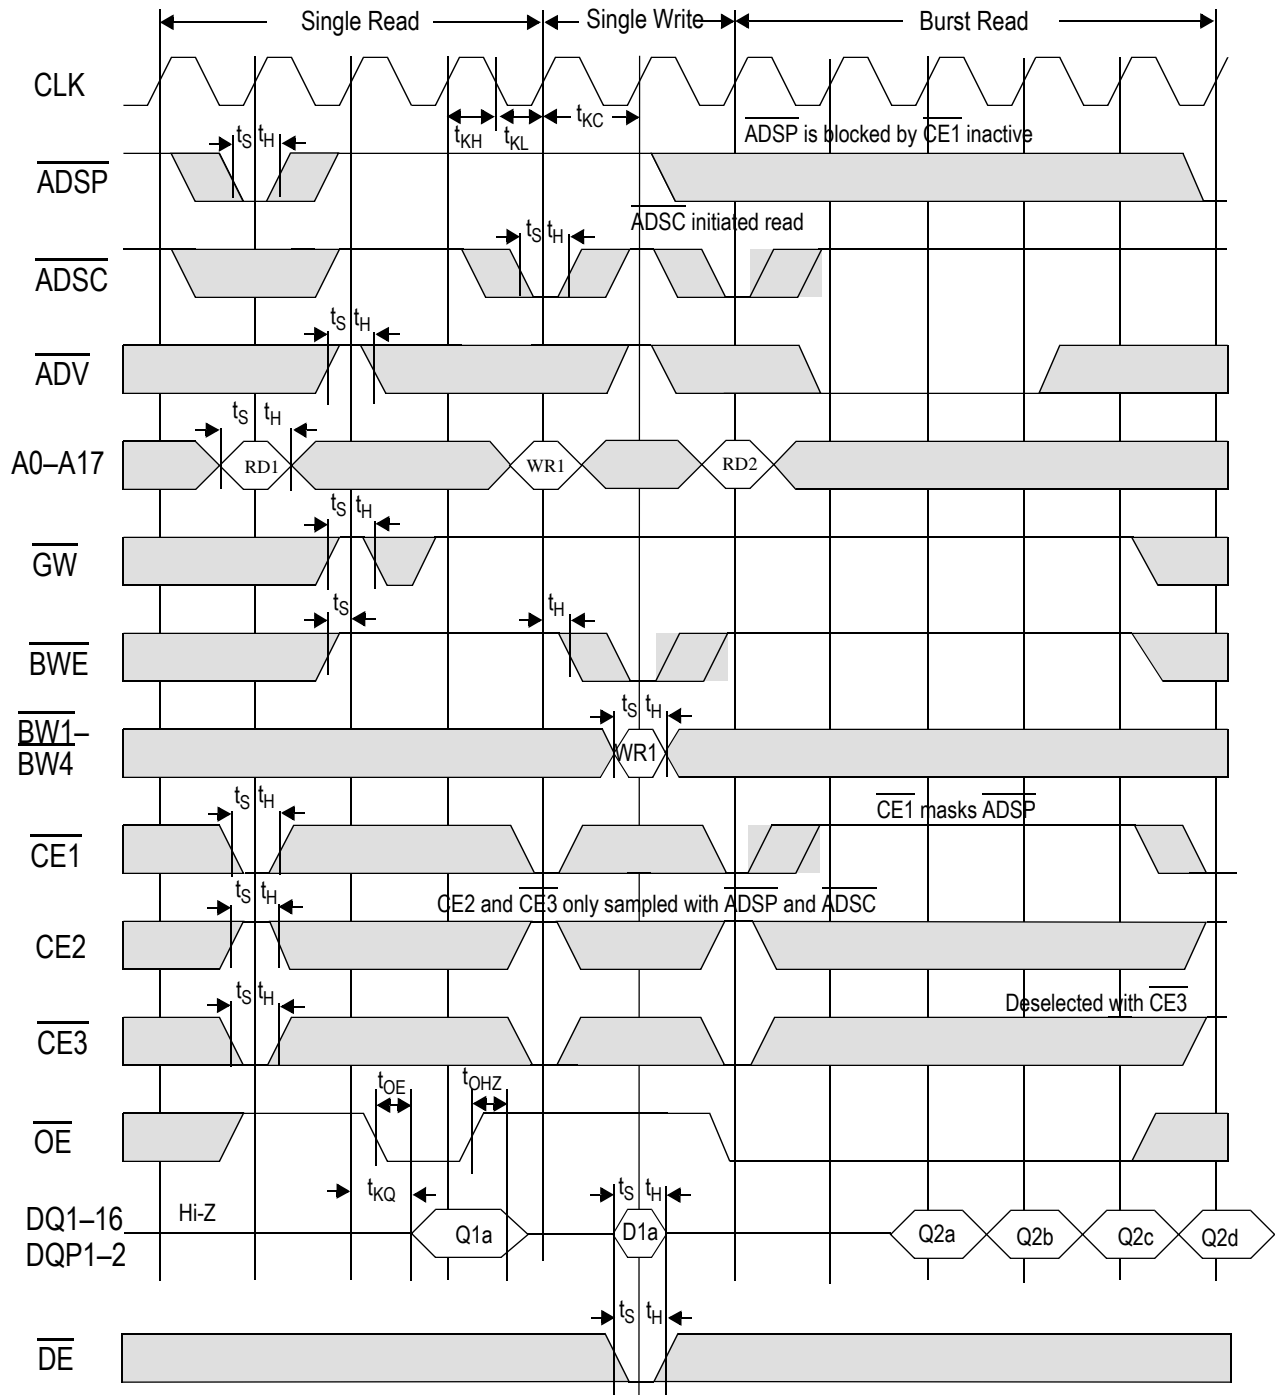 Single Read Single Write Burst Read
CLK
tKH tKL tKC
ADSP is blocked by CE1 inactive
tS tH
ADSP
ADSC initiated read
tS tH
ADSC
tS tH
ADV
tS tH
A0–A17 RD1 WR1 RD2
tS tH
GW
tS tH
BWE
tS tH
BW1–
BW4
WR1
CE1 masks ADSP
tS tH
CE1
CE2 and CE3 only sampled with ADSP and ADSC
tS tH
CE2
Deselected with CE3
tS tH
CE3
tOE tOHZ
OE
tKQ tS tH
Hi-Z
DQ1–16
DQP1–2
Q1a D1a Q2a Q2b Q2c Q2d
tS tH
DE